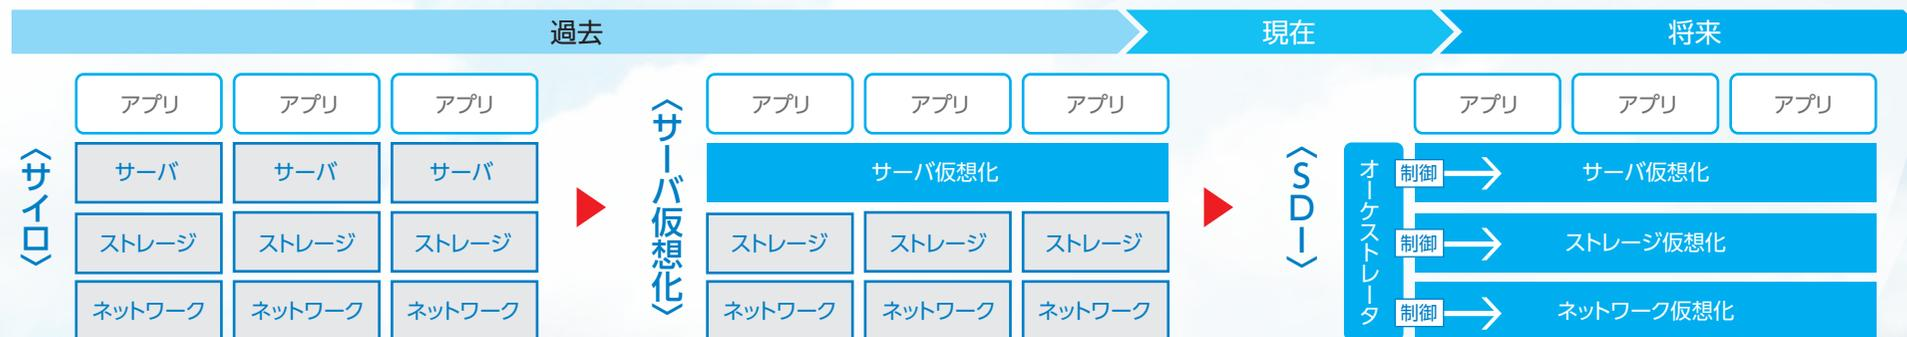 過去
現在
将来
〈サイロ〉
アプリ
アプリ
アプリ
サーバ
サーバ
サーバ
ストレージ
ストレージ
ストレージ
ネットワーク
ネットワーク
ネットワーク
〈サーバ仮想化〉
アプリ
アプリ
アプリ
サーバ仮想化
ストレージ
ストレージ
ストレージ
ネットワーク
ネットワーク
ネットワーク
〈SDI〉
アプリ
アプリ
アプリ
オーケストレータ
制御
サーバ仮想化
制御
ストレージ仮想化
制御
ネットワーク仮想化